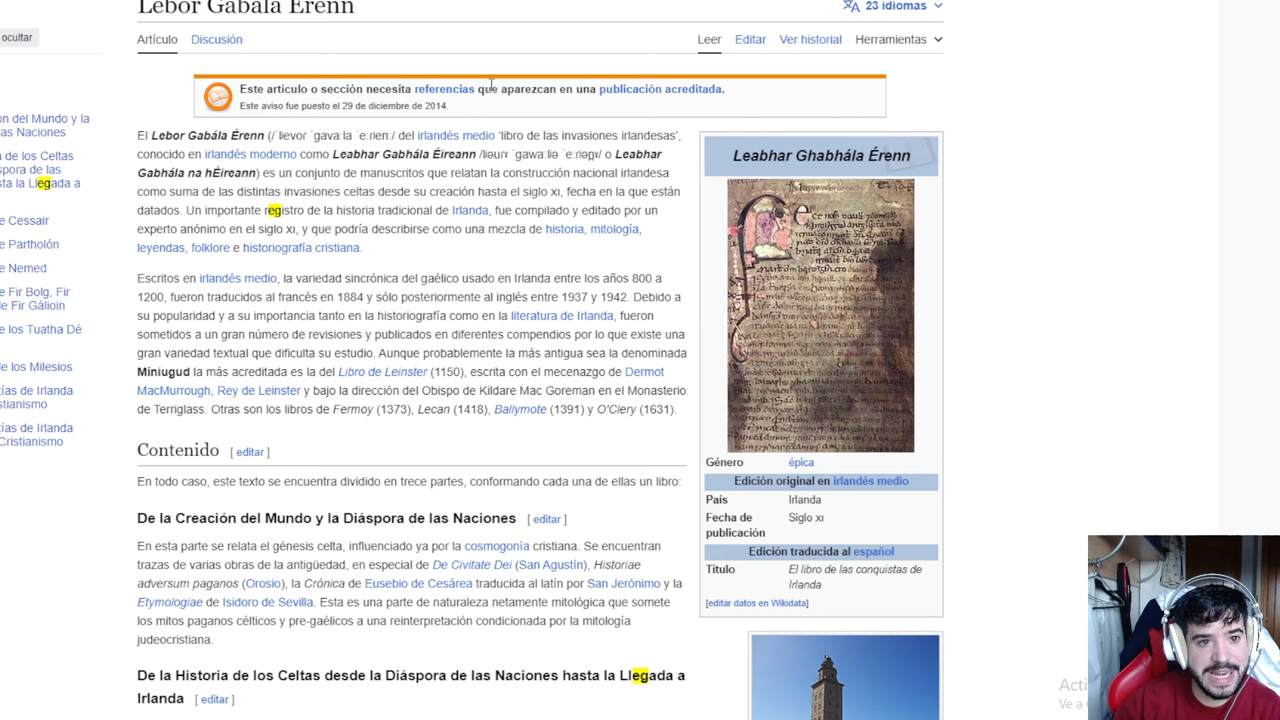 Lebor Gabála Érenn
23 idiomas
ocultar
Artículo
Discusión
Leer
Editar
Ver historial
Herramientas
Este artículo o sección necesita referencias que aparezcan en una publicación acreditada.
Este aviso fue puesto el 29 de diciembre de 2014.
ón del Mundo y la
as Naciones
a de los Celtas
spora de las
sta la Llegada a
e Cessair
e Partholón
e Nemed
e Fir Bolg, Fir
e Fir Gálioin
e los Tuatha Dé
e los Milesios
ías de Irlanda
stianismo
ías de Irlanda
Cristianismo
El Lebor Gabála Érenn (/ˈlievoɾ ˈgavaːla ˈeːrienː/ del irlandés medio 'libro de las invasiones irlandesas',
conocido en irlandés moderno como Leabhar Gabhála Éireann o Leabhar
Gabhála na hÉireann) es un conjunto de manuscritos que relatan la construcción nacional irlandesa
como suma de las distintas invasiones celtas desde su creación hasta el siglo XI, fecha en la que están
datados. Un importante registro de la historia tradicional de Irlanda, fue compilado y editado por un
experto anónimo en el siglo XI, y que podría describirse como una mezcla de historia, mitología,
leyendas, folklore e historiografía cristiana.
Escritos en irlandés medio, la variedad sincrónica del gaélico usado en Irlanda entre los años 800 a
1200, fueron traducidos al francés en 1884 y sólo posteriormente al inglés entre 1937 y 1942. Debido a
su popularidad y a su importancia tanto en la historiografía como en la literatura de Irlanda, fueron
sometidos a un gran número de revisiones y publicados en diferentes compendios por lo que existe una
gran variedad textual que dificulta su estudio. Aunque probablemente la más antigua sea la denominada
Míniugud la más acreditada es la del Libro de Leinster (1150), escrita con el mecenazgo de Dermot
MacMurrough, Rey de Leinster y bajo la dirección del Obispo de Kildare Mac Goreman en el Monasterio
de Terriglass. Otras son los libros de Fermoy (1373), Lecan (1418), Ballymote (1391) y O'Clery (1631).
Contenido [ editar ]
En todo caso, este texto se encuentra dividido en trece partes, conformando cada una de ellas un libro:
De la Creación del Mundo y la Diáspora de las Naciones [ editar ]
En esta parte se relata el génesis celta, influenciado ya por la cosmogonía cristiana. Se encuentran
trazas de varias obras de la antigüedad, en especial de De Civitate Dei (San Agustín), Historiae
adversum paganos (Orosio), la Crónica de Eusebio de Cesárea traducida al latín por San Jerónimo y la
Etymologiae de Isidoro de Sevilla. Esta es una parte de naturaleza netamente mitológica que somete
los mitos paganos célticos y pre-gaélicos a una reinterpretación condicionada por la mitología
judeocristiana.
De la Historia de los Celtas desde la Diáspora de las Naciones hasta la Llegada a
Irlanda [ editar ]
Leabhar Ghabhála Érenn
Género épica
Edición original en irlandés medio
País Irlanda
Fecha de Siglo XI
publicación
Edición traducida al español
Título El libro de las conquistas de
Irlanda
[editar datos en Wikidata]
Acti
Ve a